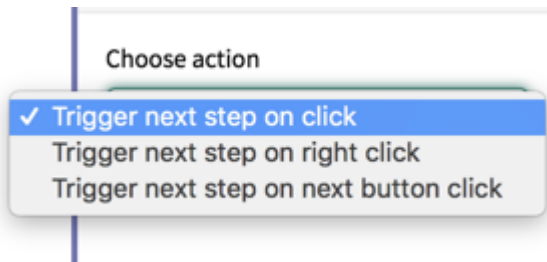 Choose action
✓ Trigger next step on click
Trigger next step on right click
Trigger next step on next button click